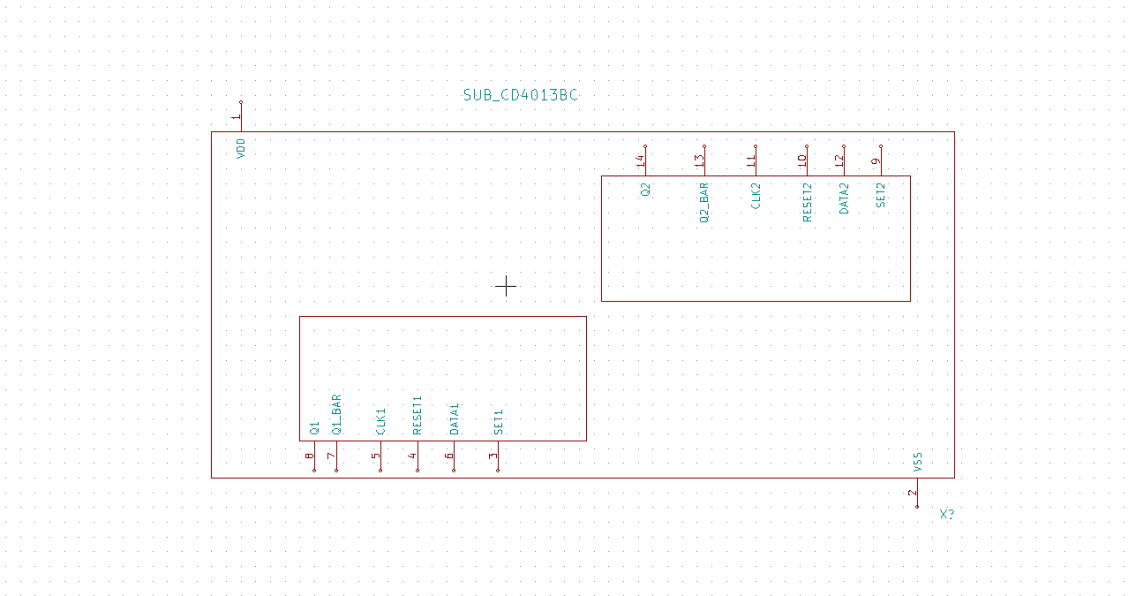 SUB_CD4013BC
1
VDD
14 13 11 10 12 9
Q2 Q2_BAR CLK2 RESET2 DATA2 SET2
Q1 Q1_BAR CLK1 RESET1 DATA1 SET1
8 7 5 4 6 3
VSS
2
X?